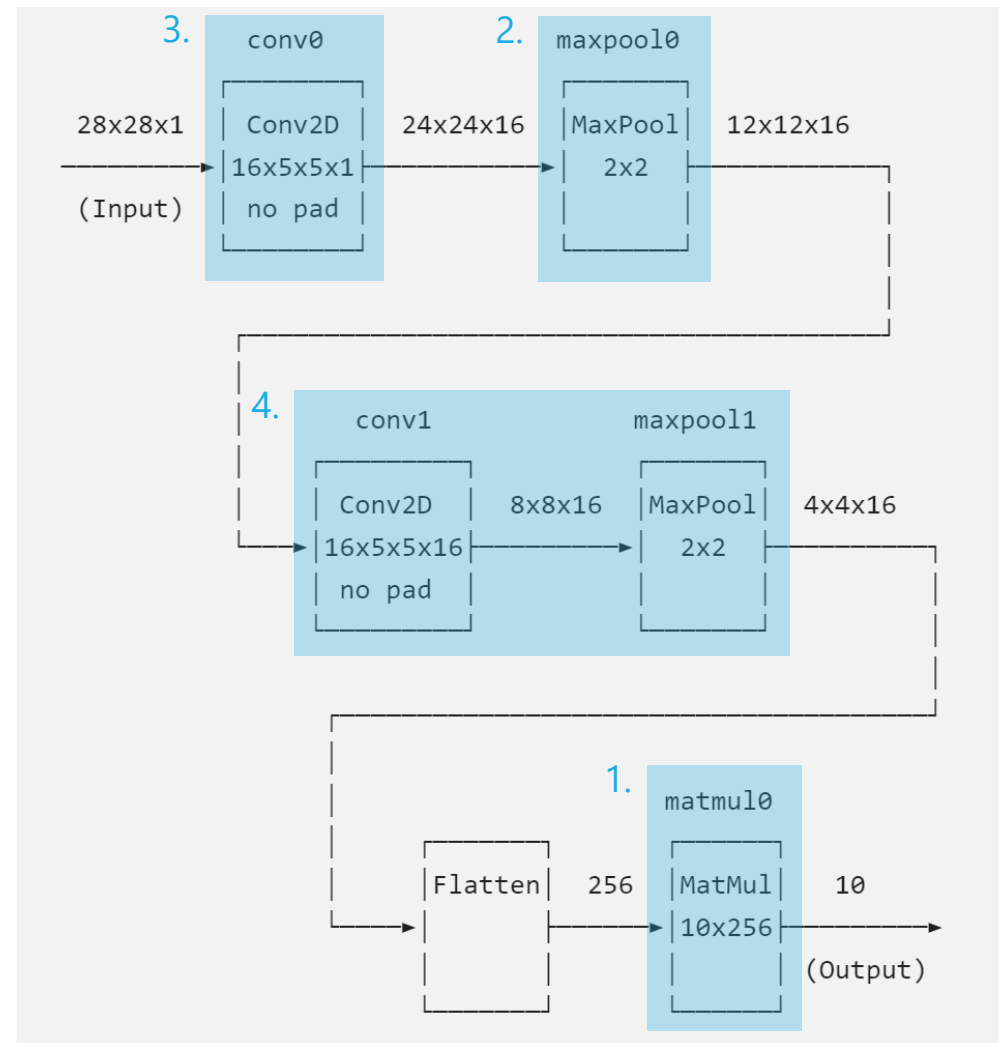 3. conv0 2. maxpool0
28x28x1 Conv2D 24x24x16 MaxPool 12x12x16
16x5x5x1 2x2
(Input) no pad
4. conv1 maxpool1
Conv2D 8x8x16 MaxPool 4x4x16
16x5x5x16 2x2
no pad
1. matmul0
Flatten 256 MatMul 10
10x256
(Output)